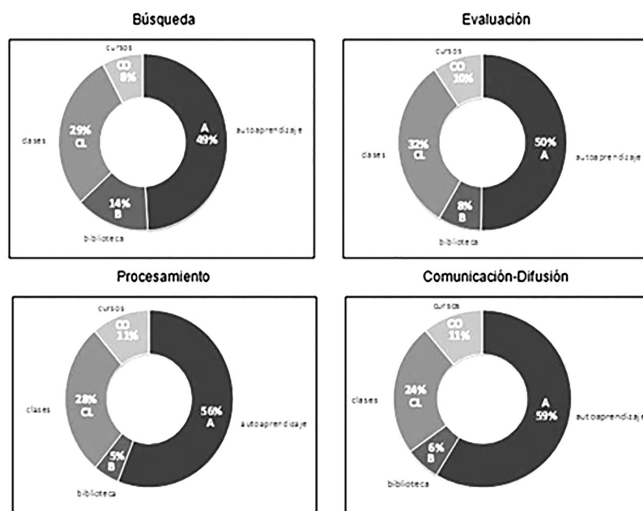 Búsqueda
cursos
CO
8%
29%
CL
clases
A
49%
autoaprendizaje
14%
B
biblioteca
Evaluación
cursos
CO
10%
32%
CL
clases
50%
A
autoaprendizaje
8%
B
biblioteca
Procesamiento
cursos
CO
11%
28%
CL
clases
56%
A
autoaprendizaje
5%
B
biblioteca
Comunicación-Difusión
cursos
CO
11%
24%
CL
clases
A
59%
autoaprendizaje
6%
B
biblioteca